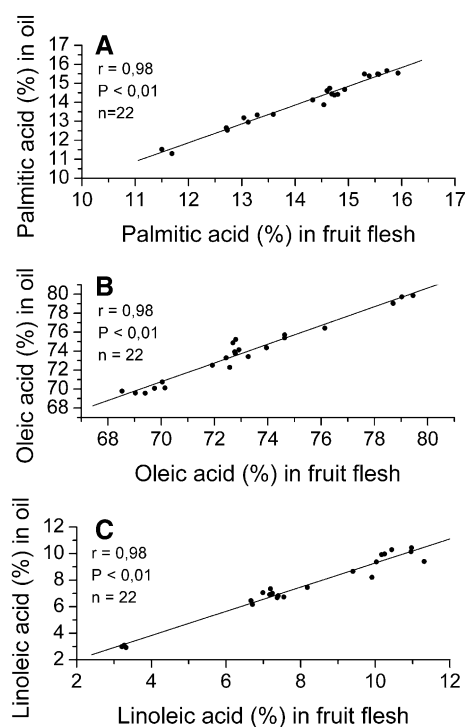 A
r = 0,98
P < 0,01
n=22
17
16
15
14
13
12
11
10
10 11 12 13 14 15 16 17
Palmitic acid (%) in oil
Palmitic acid (%) in fruit flesh
B
r = 0,98
P < 0,01
n = 22
80
78
76
74
72
70
68
68 70 72 74 76 78 80
Oleic acid (%) in oil
Oleic acid (%) in fruit flesh
C
r = 0,98
P < 0,01
n = 22
12
10
8
6
4
2
2 4 6 8 10 12
Linoleic acid (%) in oil
Linoleic acid (%) in fruit flesh